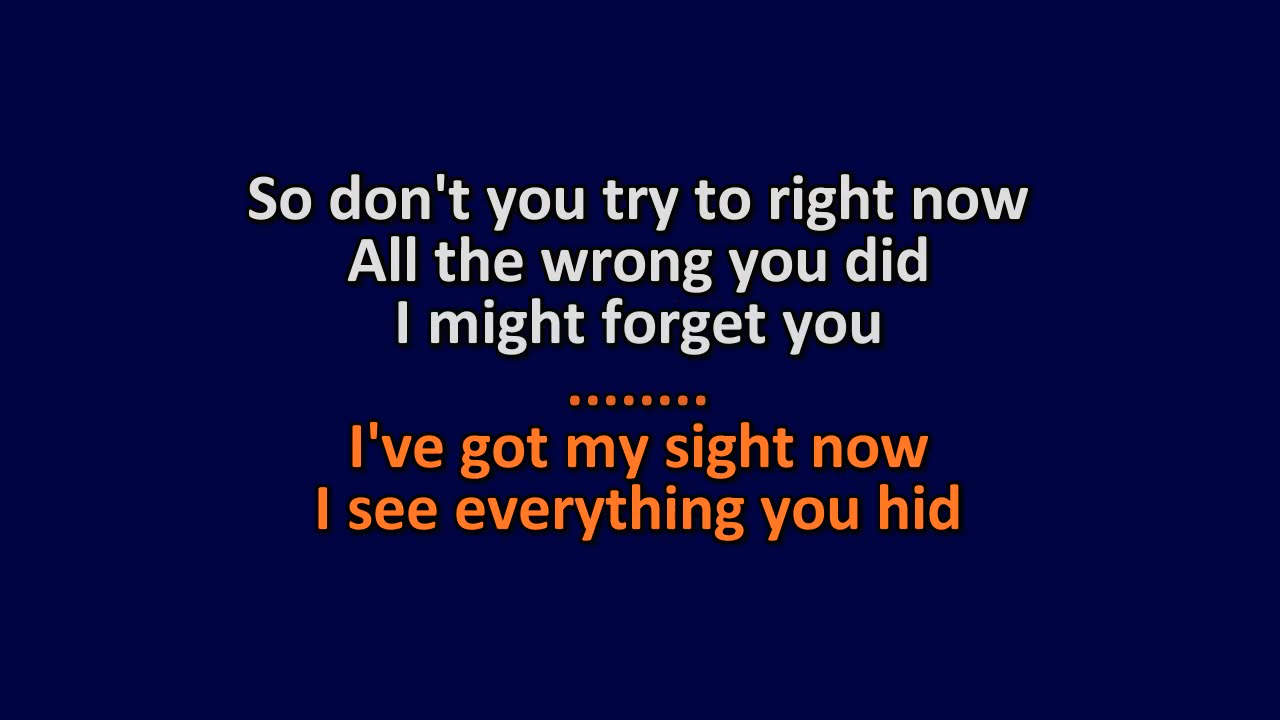 So don't you try to right now
All the wrong you did
I might forget you
........
I've got my sight now
I see everything you hid